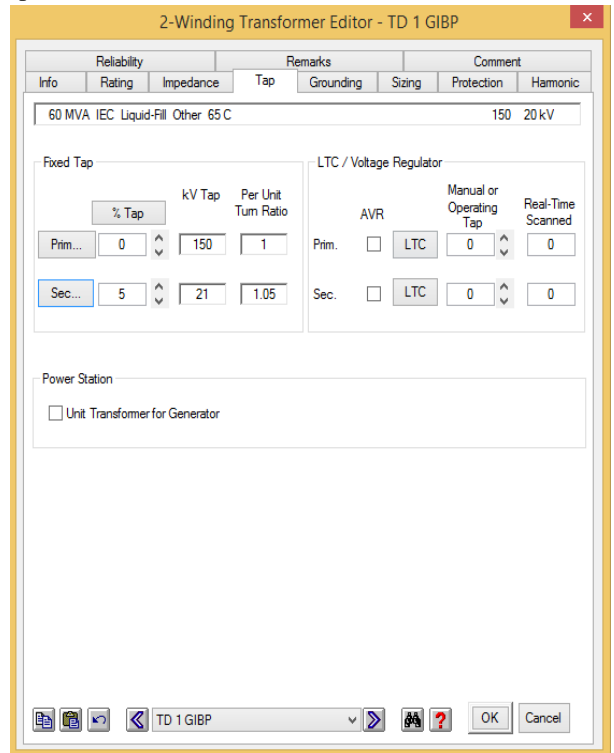 2-Winding Transformer Editor - TD 1 GIBP
Reliability Remarks Comment
Info Rating Impedance Tap Grounding Sizing Protection Harmonic
60 MVA IEC Liquid-Fill Other 65 C 150 20 kV
Fixed Tap
% Tap kV Tap Per Unit Turn Ratio
Prim... 0 150 1
Sec... 5 21 1.05
LTC / Voltage Regulator
AVR Manual or Operating Tap Real-Time Scanned
Prim. LTC 0 0
Sec. LTC 0 0
Power Station
Unit Transformer for Generator
TD 1 GIBP ? OK Cancel